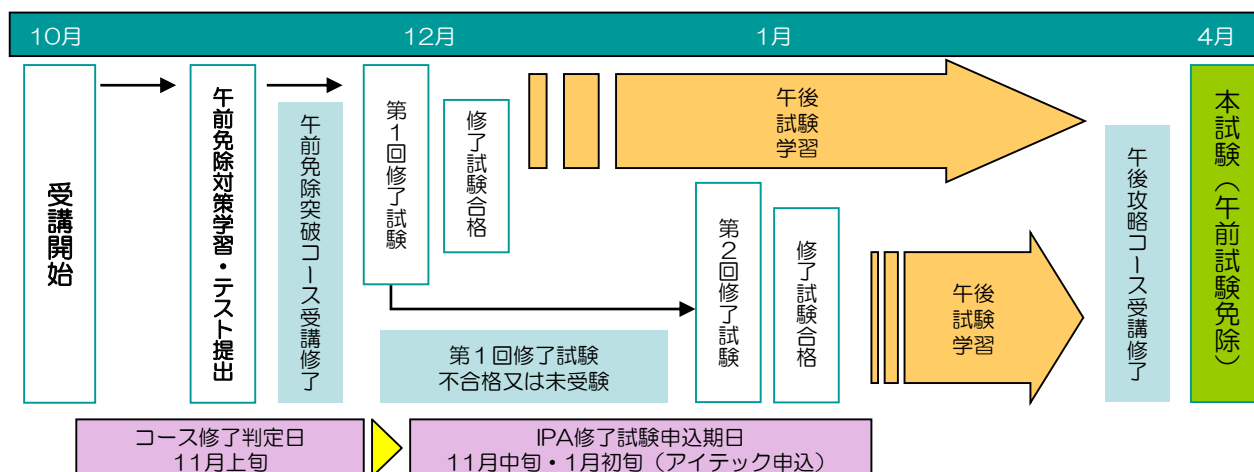 10月
12月
1月
4月
受講開始
午前免除対策学習・テスト提出
午前免除突破コース受講修了
第1回修了試験
修了試験合格
午後
試験
学習
第1回修了試験
不合格又は未受験
第2回修了試験
修了試験合格
午後
試験
学習
午後攻略コース受講修了
本試験（午前試験免除）
コース修了判定日
11月上旬
IPA修了試験申込期日
11月中旬・1月初旬（アイテック申込）